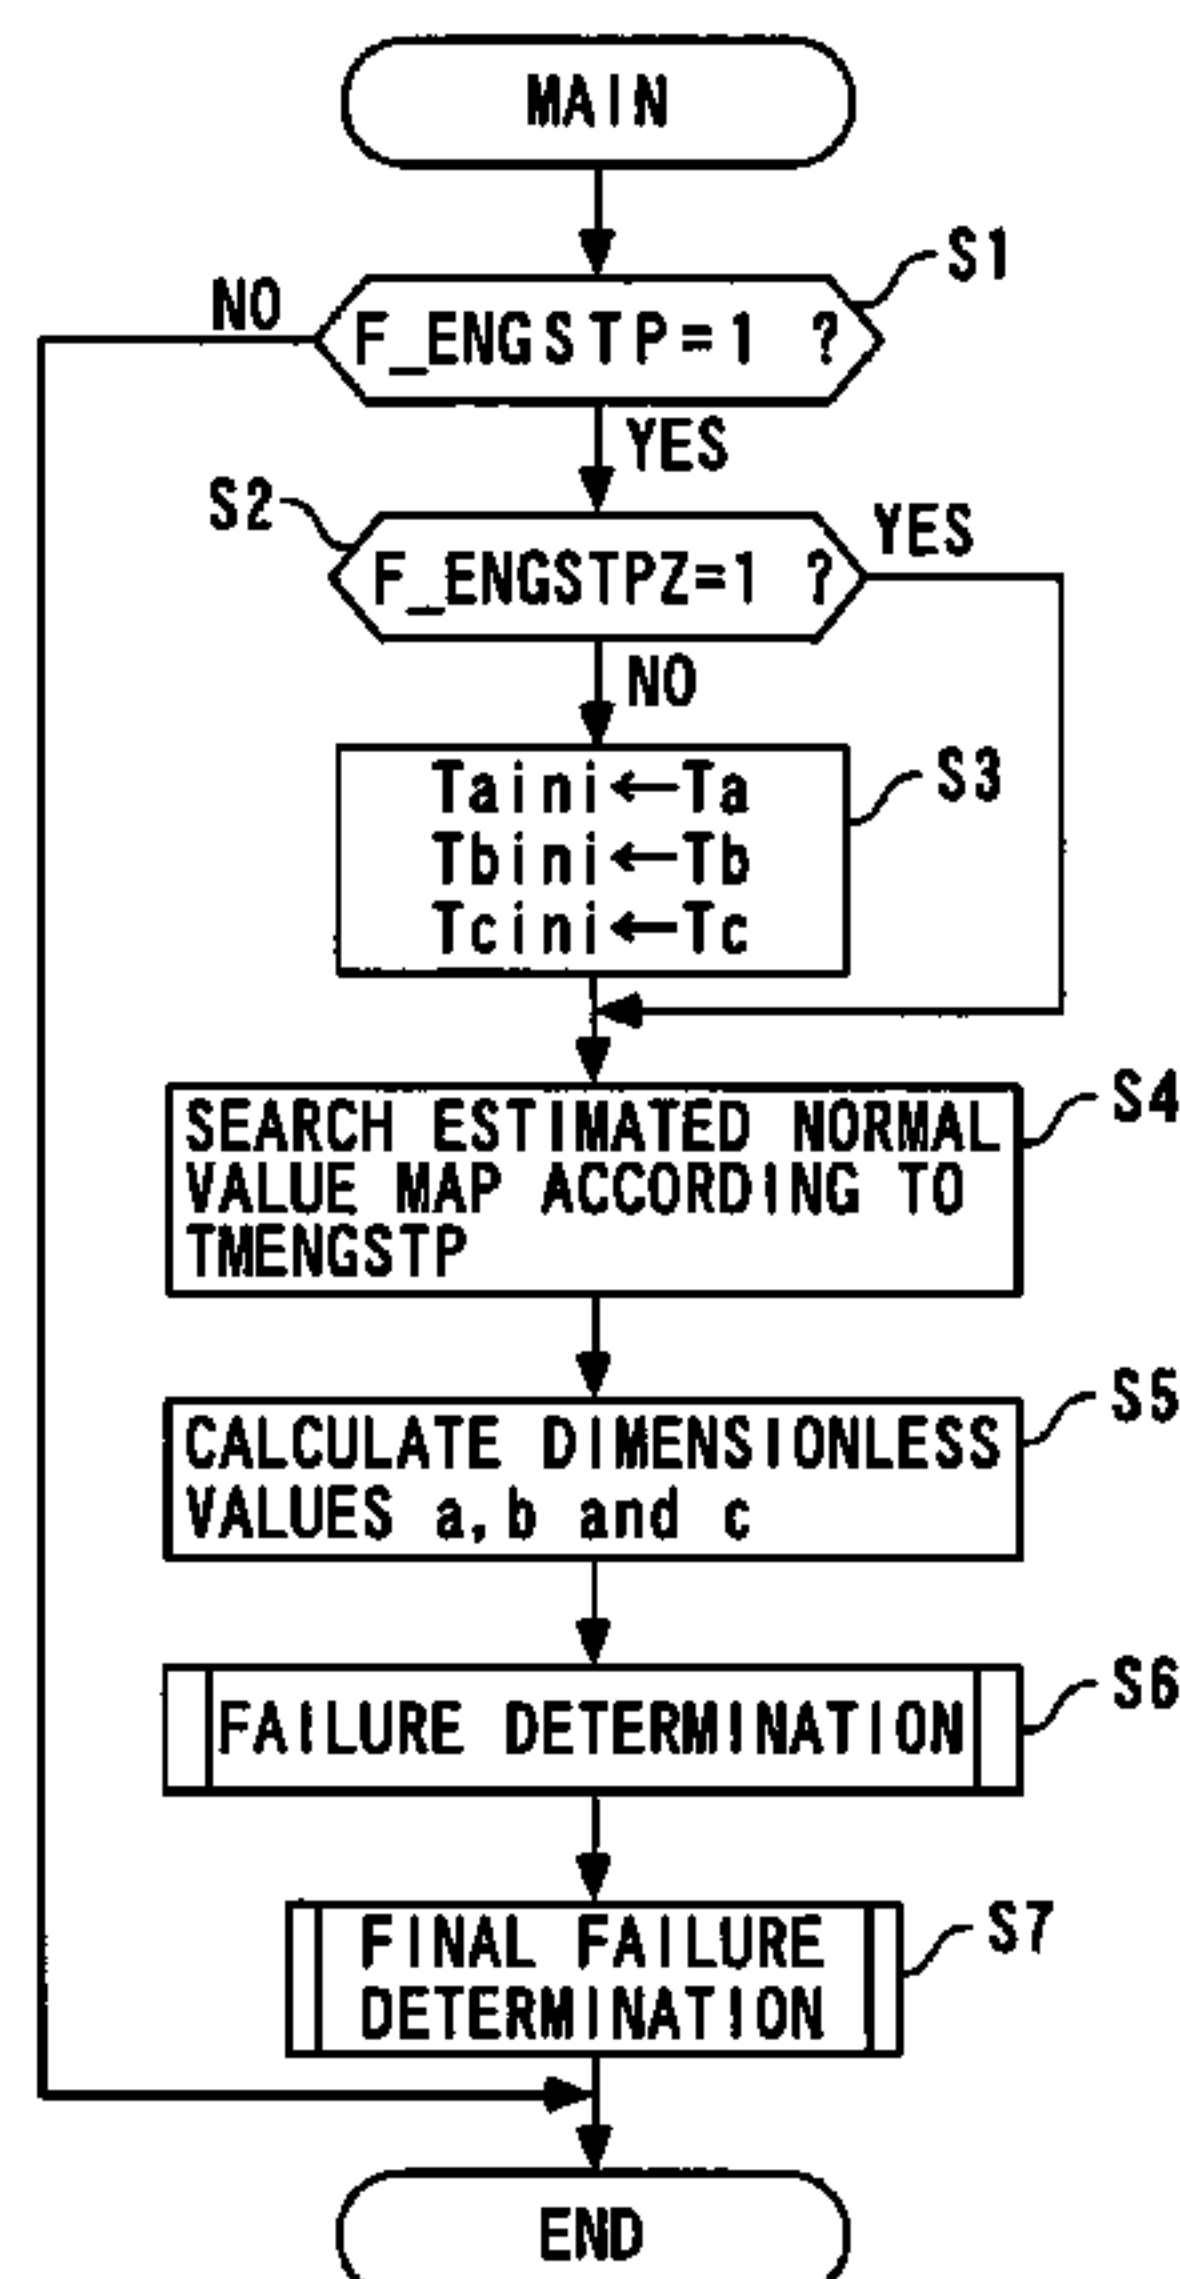 MAIN
S1
NO
F_ENGSTP=1 ?
YES
S2
YES
F_ENGSTPZ=1 ?
NO
S3
Taini←Ta
Tbini←Tb
Tcini←Tc
S4
SEARCH ESTIMATED NORMAL
VALUE MAP ACCORDING TO
TMENGSTP
S5
CALCULATE DIMENSIONLESS
VALUES a,b and c
S6
FAILURE DETERMINATION
S7
FINAL FAILURE
DETERMINATION
END